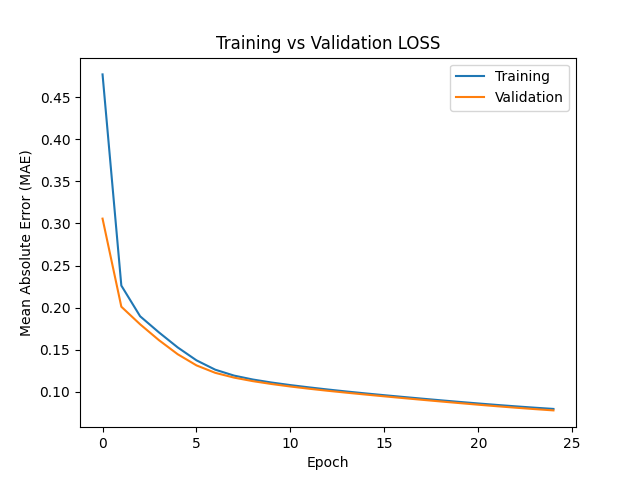 Training vs Validation LOSS
Training
Validation
Mean Absolute Error (MAE)
0.45
0.40
0.35
0.30
0.25
0.20
0.15
0.10
0 5 10 15 20 25
Epoch